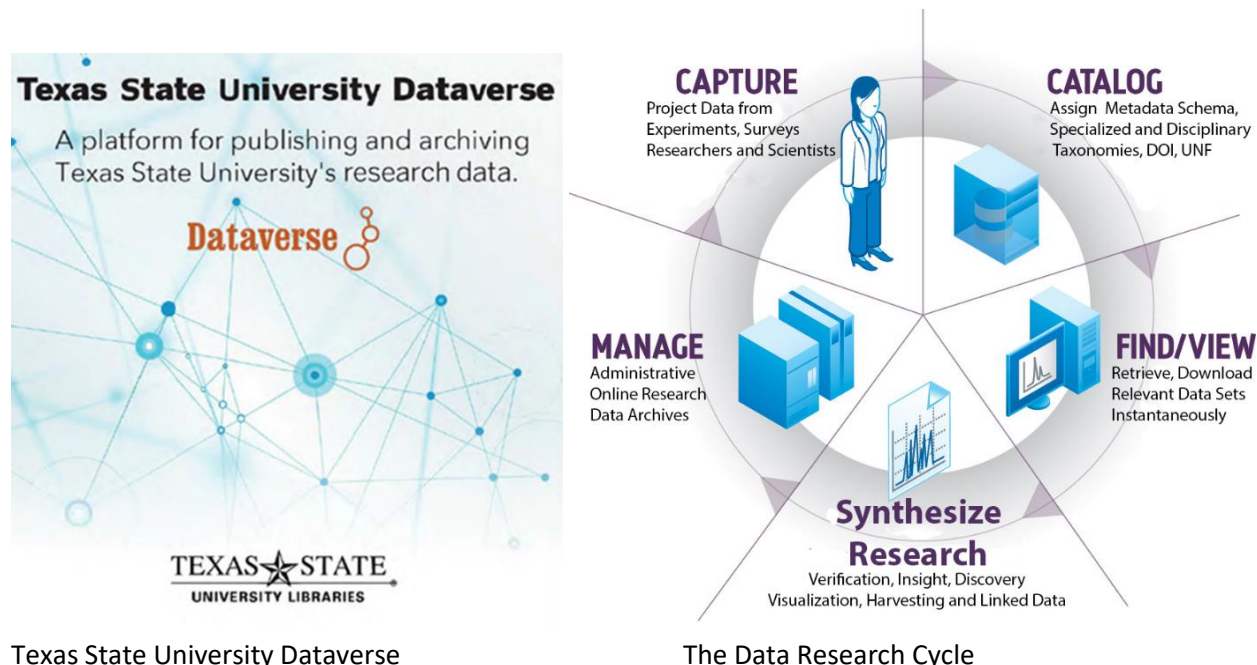 Texas State University Dataverse
A platform for publishing and archiving
Texas State University's research data.
Dataverse
TEXAS STATE
UNIVERSITY LIBRARIES
CAPTURE
Project Data from
Experiments, Surveys
Researchers and Scientists
CATALOG
Assign Metadata Schema,
Specialized and Disciplinary
Taxonomies, DOI, UNF
MANAGE
Administrative
Online Research
Data Archives
FIND/VIEW
Retrieve, Download
Relevant Data Sets
Instantaneously
Synthesize
Research
Verification, Insight, Discovery
Visualization, Harvesting and Linked Data
Texas State University Dataverse
The Data Research Cycle